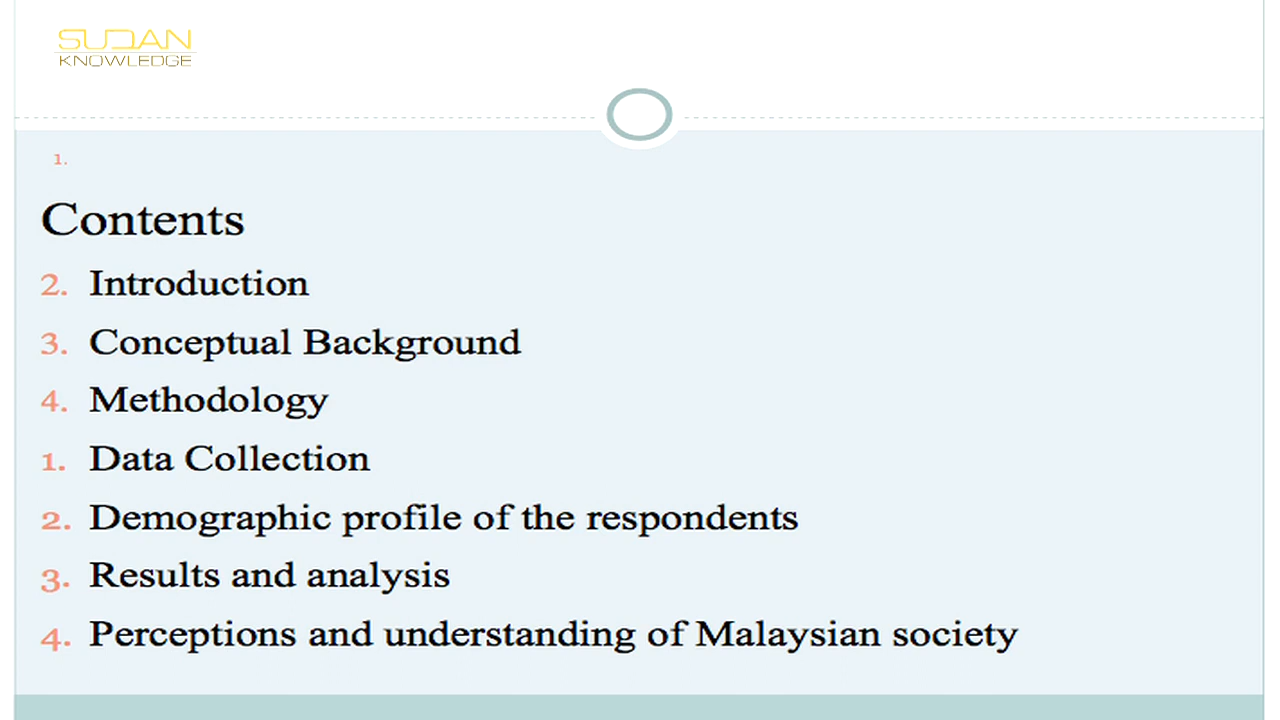 SUDAN
KNOWLEDGE
1.
Contents
2. Introduction
3. Conceptual Background
4. Methodology
1. Data Collection
2. Demographic profile of the respondents
3. Results and analysis
4. Perceptions and understanding of Malaysian society